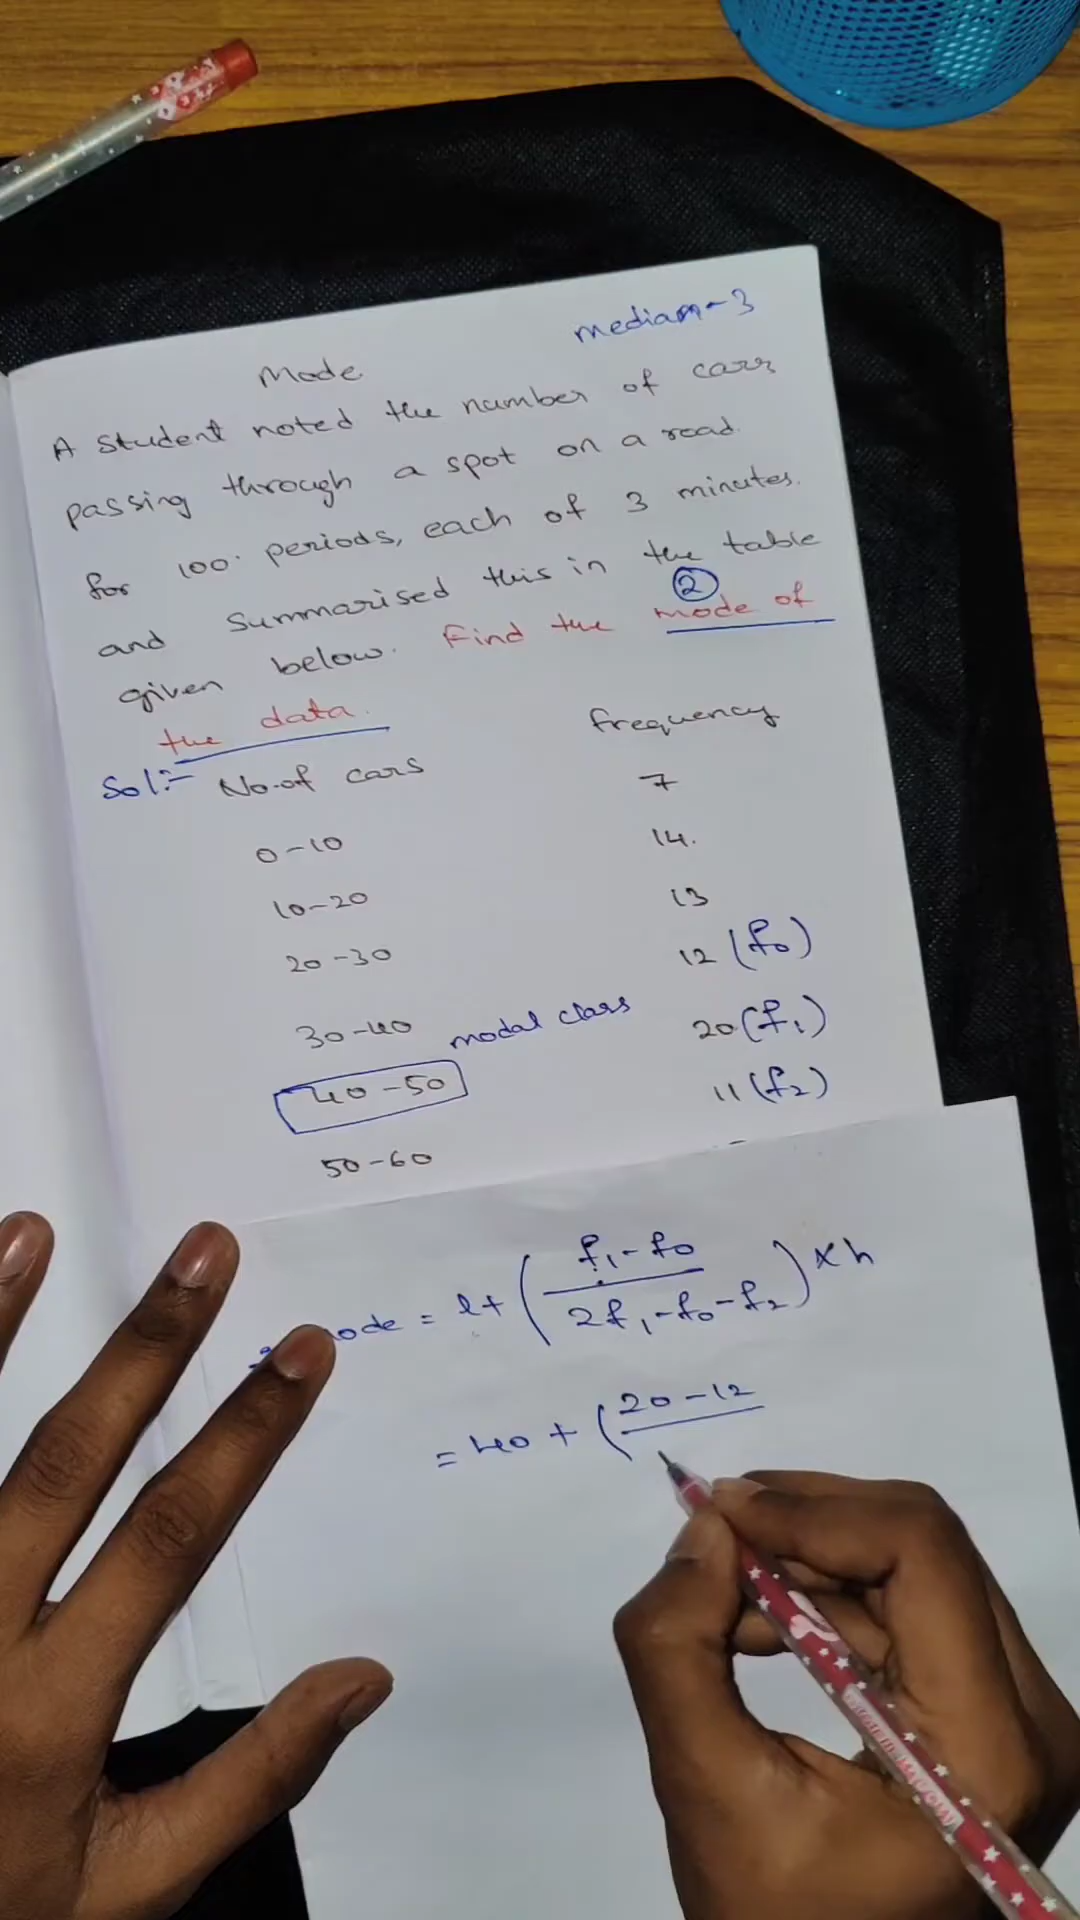 median-3
Mode
A student noted the number of cars
passing through a spot on a road
for 100 periods, each of 3 minutes.
and summarised this in the table
2
given below. Find the mode of
the data.
Sol:- No.of cars frequency
0-10 7
10-20 14.
20-30 13
30-40 12 (f0)
40-50 modal class 20 (f1)
50-60 11 (f2)
mode = l+ ( f1-f0 / 2f1-f0-f2 ) × h
= 40 + ( 20-12